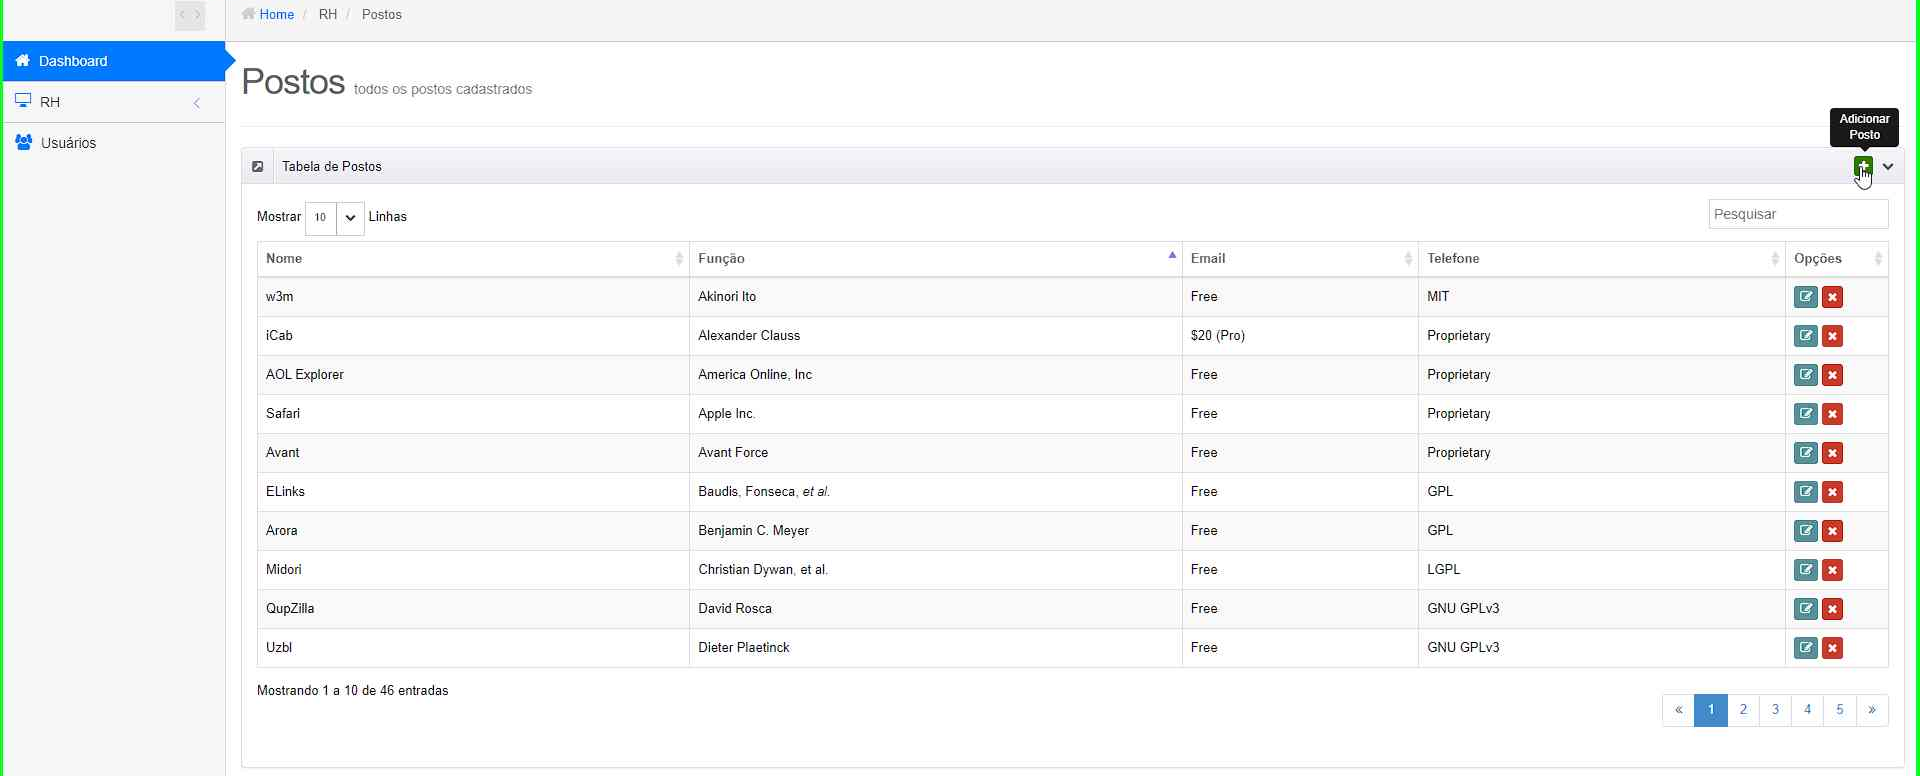 Home / RH / Postos
Dashboard
RH
Usuários
Postos todos os postos cadastrados
Adicionar
Posto
Tabela de Postos
Mostrar 10 Linhas
Pesquisar
Nome Função Email Telefone Opções
w3m Akinori Ito Free MIT
iCab Alexander Clauss $20 (Pro) Proprietary
AOL Explorer America Online, Inc Free Proprietary
Safari Apple Inc. Free Proprietary
Avant Avant Force Free Proprietary
ELinks Baudis, Fonseca, et al. Free GPL
Arora Benjamin C. Meyer Free GPL
Midori Christian Dywan, et al. Free LGPL
QupZilla David Rosca Free GNU GPLv3
Uzbl Dieter Plaetinck Free GNU GPLv3
Mostrando 1 a 10 de 46 entradas
« 1 2 3 4 5 »